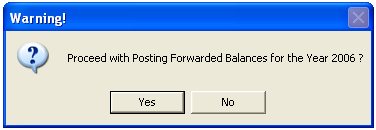 Warning!
Proceed with Posting Forwarded Balances for the Year 2006 ?
Yes No